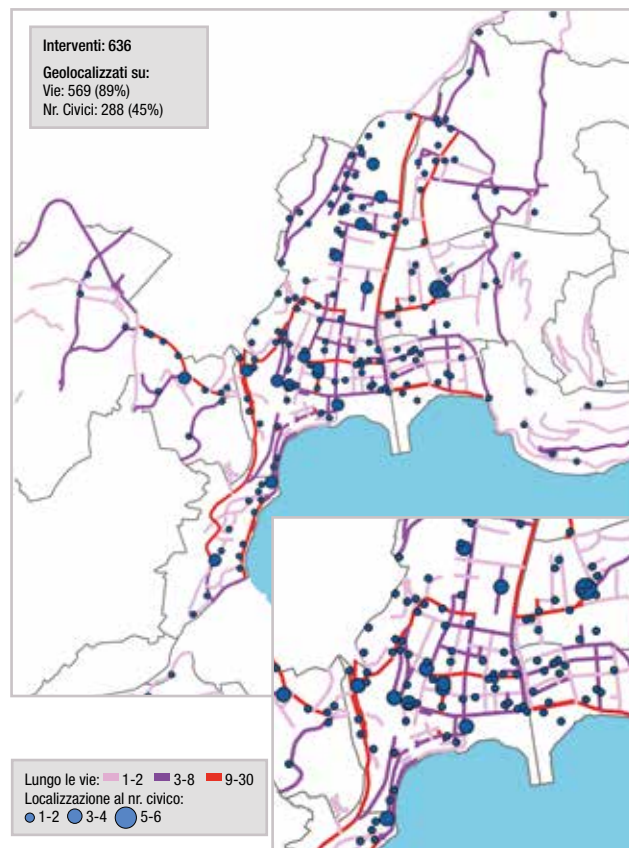 Interventi: 636
Geolocalizzati su:
Vie: 569 (89%)
Nr. Civici: 288 (45%)
Lungo le vie: 1-2 3-8 9-30
Localizzazione al nr. civico:
1-2 3-4 5-6